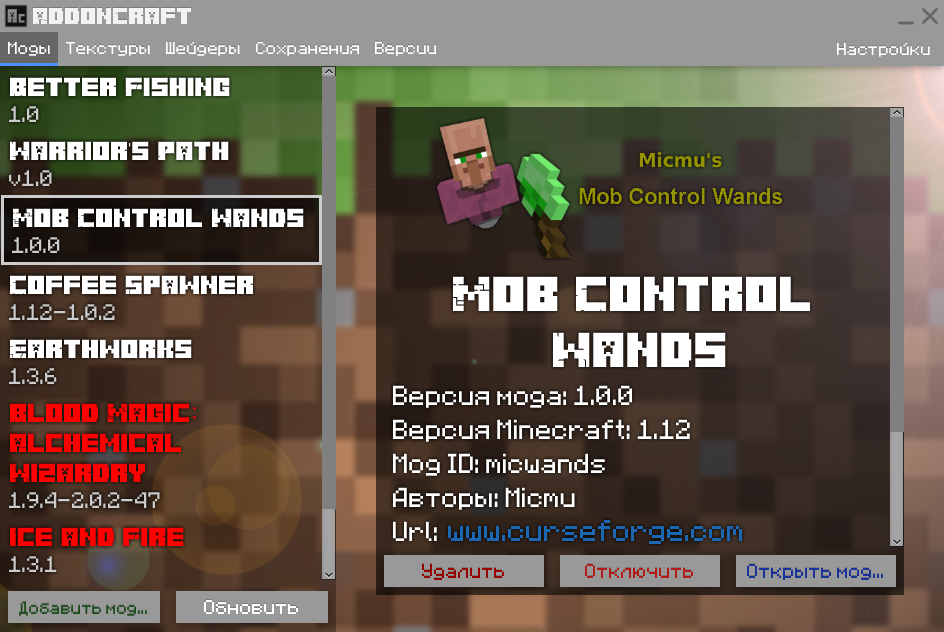 Ac ADDONCRAFT
Моды Текстуры Шейдеры Сохранения Версии Настройки
BETTER FISHING
1.0
WARRIOR'S PATH
v1.0
MOB CONTROL WANDS
1.0.0
COFFEE SPAWNER
1.12-1.0.2
EARTHWORKS
1.3.6
BLOOD MAGIC:
ALCHEMICAL
WIZARDRY
1.9.4-2.0.2-47
ICE AND FIRE
1.3.1
Добавить мод...
Обновить
Micmu's
Mob Control Wands
MOB CONTROL
WANDS
Версия мода: 1.0.0
Версия Minecraft: 1.12
Mod ID: micwands
Авторы: Micmu
Url: www.curseforge.com
Удалить
Отключить
Открыть мод...